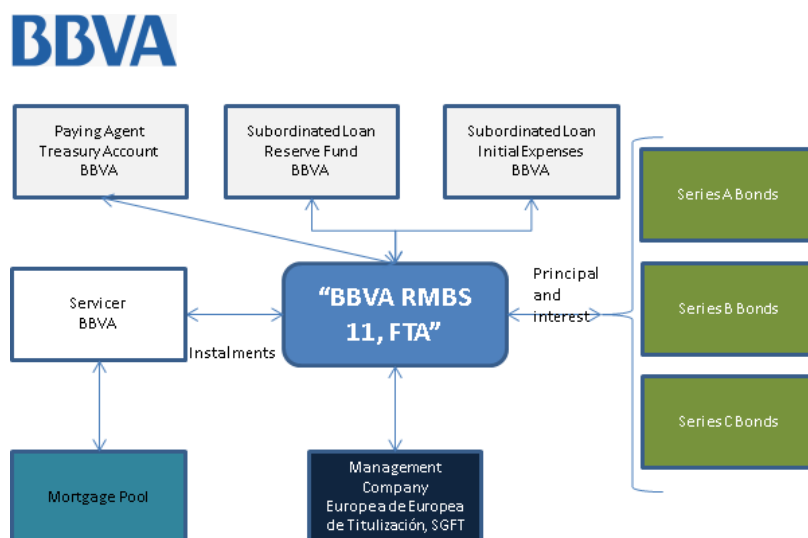 BBVA
Paying Agent
Treasury Account
BBVA
Subordinated Loan
Reserve Fund
BBVA
Subordinated Loan
Initial Expenses
BBVA
Series A Bonds
Servicer
BBVA
Instalments
“BBVA RMBS
11, FTA”
Principal
and
interest
Series B Bonds
Series C Bonds
Mortgage Pool
Management
Company
Europea de Europea
de Titulización, SGFT